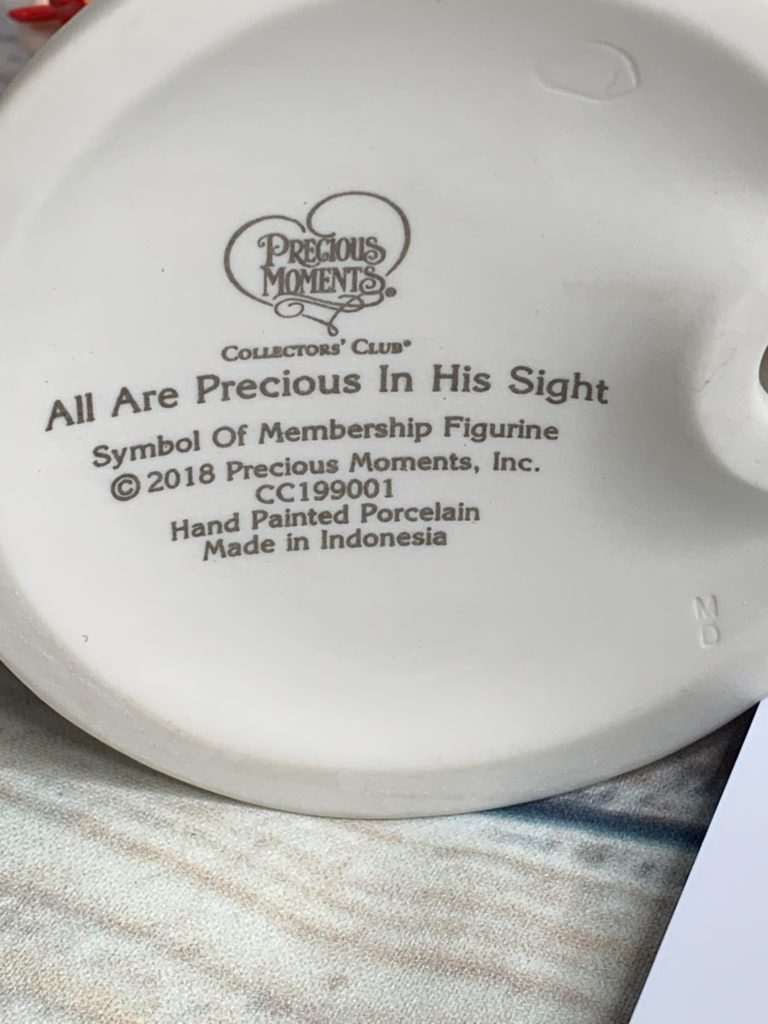 PRECIOUS
MOMENTS®
COLLECTORS' CLUB®
All Are Precious In His Sight
Symbol Of Membership Figurine
© 2018 Precious Moments, Inc.
CC199001
Hand Painted Porcelain
Made in Indonesia
M
D